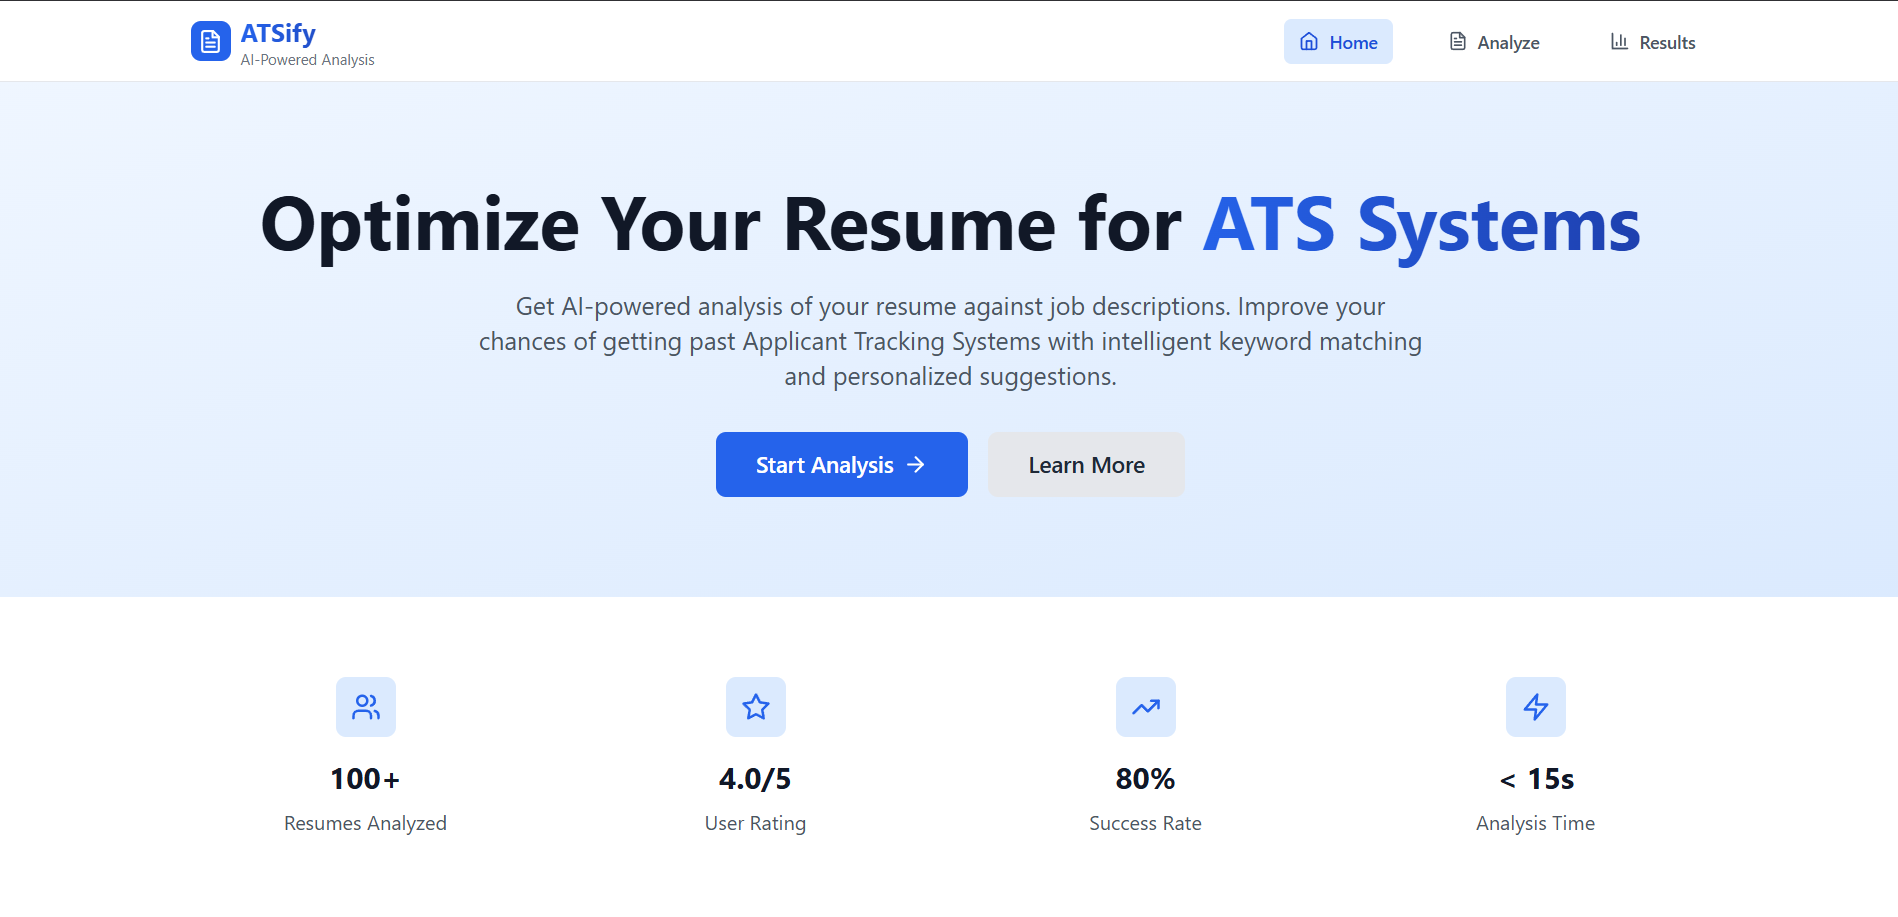 ATSify
AI-Powered Analysis
Home
Analyze
Results
Optimize Your Resume for ATS Systems
Get AI-powered analysis of your resume against job descriptions. Improve your
chances of getting past Applicant Tracking Systems with intelligent keyword matching
and personalized suggestions.
Start Analysis
Learn More
100+
Resumes Analyzed
4.0/5
User Rating
80%
Success Rate
< 15s
Analysis Time